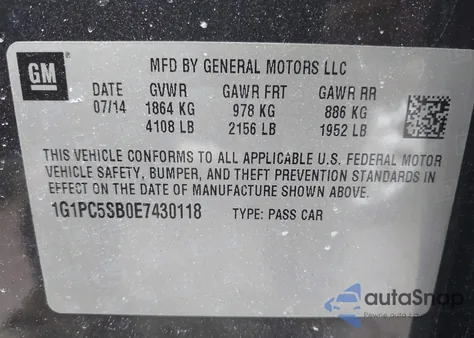 GM
MFD BY GENERAL MOTORS LLC
DATE GVWR GAWR FRT GAWR RR
07/14 1864 KG 978 KG 886 KG
4108 LB 2156 LB 1952 LB
THIS VEHICLE CONFORMS TO ALL APPLICABLE U.S. FEDERAL MOTOR
VEHICLE SAFETY, BUMPER, AND THEFT PREVENTION STANDARDS
IN EFFECT ON THE DATE OF MANUFACTURE SHOWN ABOVE.
1G1PC5SB0E7430118 TYPE: PASS CAR
autoSnap
Pewne auto